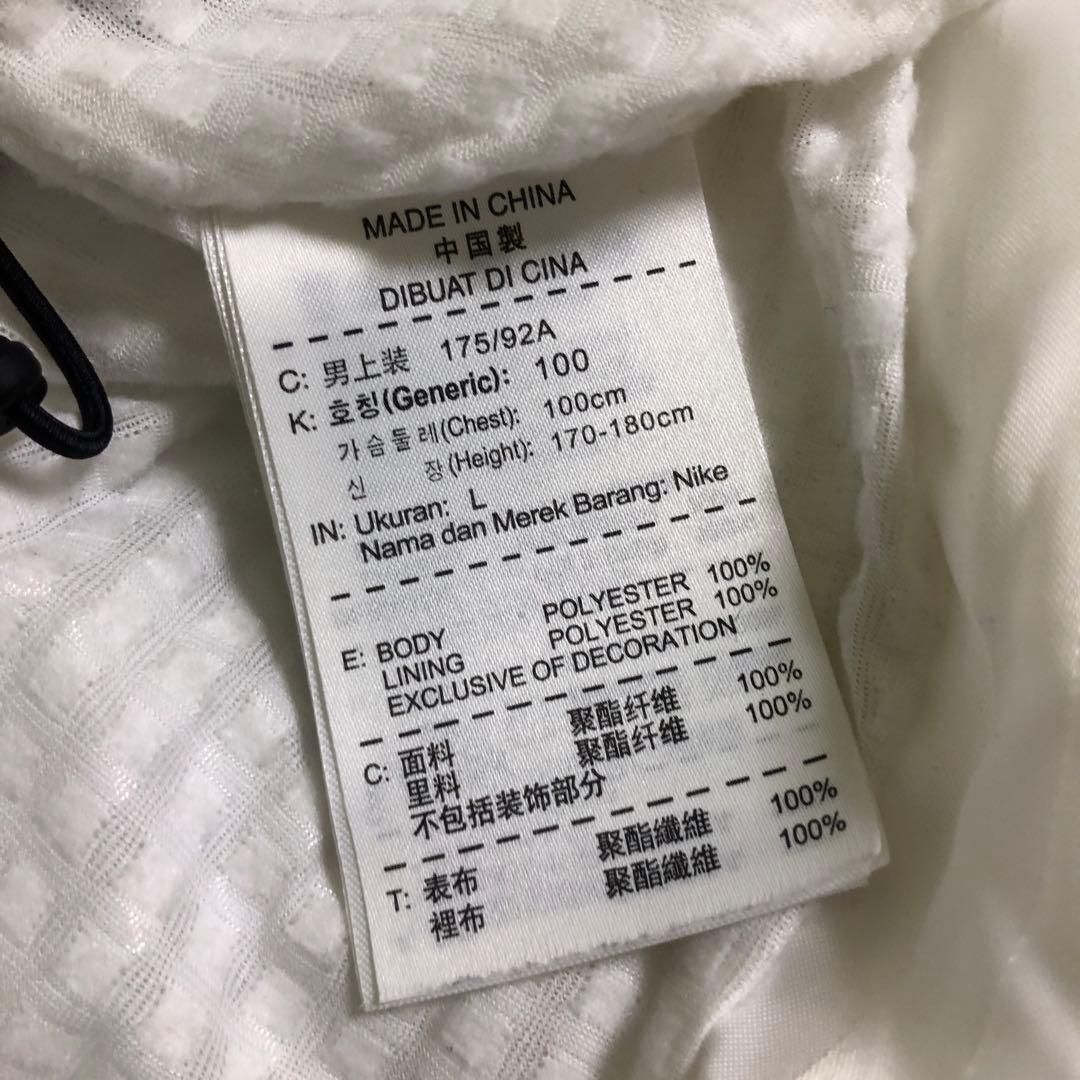 MADE IN CHINA
中国製
DIBUAT DI CINA
C: 男上装 175/92A
K: 호칭(Generic): 100
가슴둘레(Chest): 100cm
신 장(Height): 170-180cm
IN: Ukuran: L
Nama dan Merek Barang: Nike
E: BODY POLYESTER 100%
LINING POLYESTER 100%
EXCLUSIVE OF DECORATION
C: 面料 聚酯纤维 100%
里料 聚酯纤维 100%
不包括装饰部分
T: 表布 聚酯纖維 100%
裡布 聚酯纖維 100%